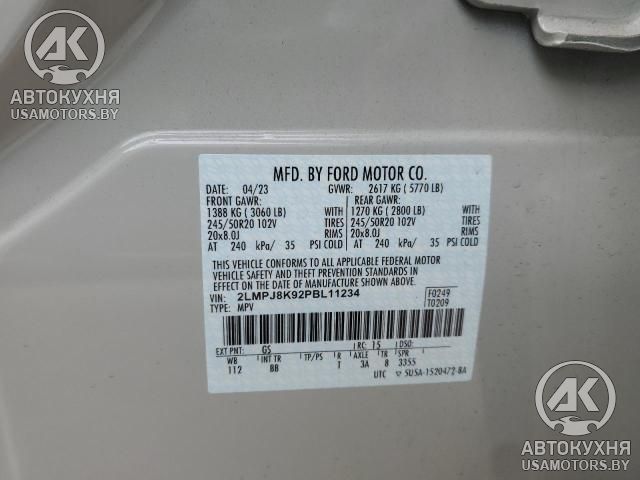 АК
АВТОКУХНЯ
USAMOTORS.BY
MFD. BY FORD MOTOR CO.
DATE: 04/23 GVWR: 2617 KG ( 5770 LB)
FRONT GAWR: REAR GAWR:
1388 KG ( 3060 LB) WITH 1270 KG ( 2800 LB) WITH
245/50R20 102V TIRES 245/50R20 102V TIRES
20x8.0J RIMS 20x8.0J RIMS
AT 240 kPa/ 35 PSI COLD AT 240 kPa/ 35 PSI COLD
THIS VEHICLE CONFORMS TO ALL APPLICABLE FEDERAL MOTOR
VEHICLE SAFETY AND THEFT PREVENTION STANDARDS IN
EFFECT ON THE DATE OF MANUFACTURE SHOWN ABOVE.
VIN: 2LMPJ8K92PBL11234 F0249
TYPE: MPV T0209
EXT PNT: GS RC: 15 DSO:
WB INT TR TP/PS R AXLE TR SPR
112 BB T 3A 8 3355
UTC ▽ 5USA-1520472-BA
АК
АВТОКУХНЯ
USAMOTORS.BY